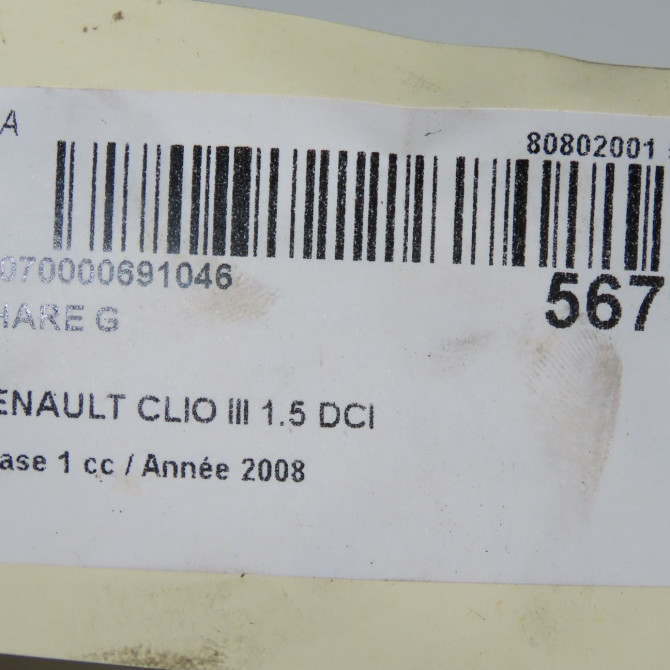 A
80802001
070000691046
567
HARE G
ENAULT CLIO III 1.5 DCI
ase 1 cc / Année 2008